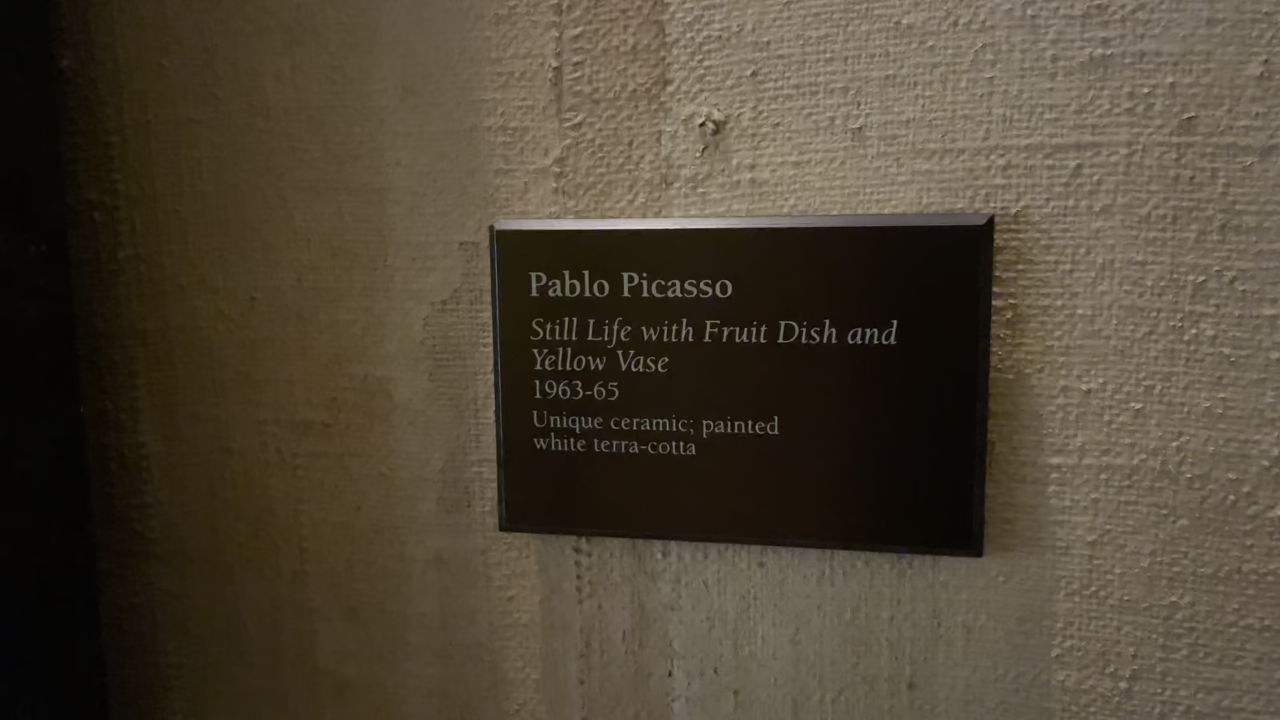 Pablo Picasso
Still Life with Fruit Dish and
Yellow Vase
1963-65
Unique ceramic; painted
white terra-cotta